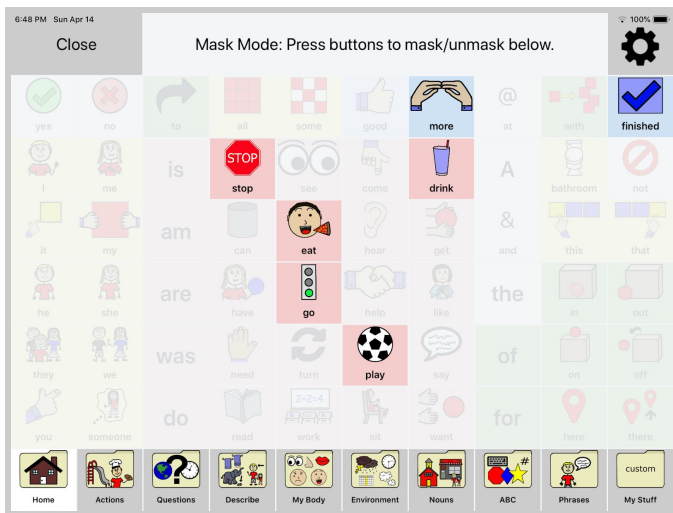 6:48 PM Sun Apr 14
100%
Close
Mask Mode: Press buttons to mask/unmask below.
yes no to all some good more @ at with finished
I me is STOP stop see come drink A bathroom not
it my am can eat hear get & and this that
he she are have go help like the in out
they we was need turn play say of on off
you someone do read 2+2=4 work sit want for here there
Home Actions Questions Describe My Body Environment Nouns # ABC Phrases custom My Stuff